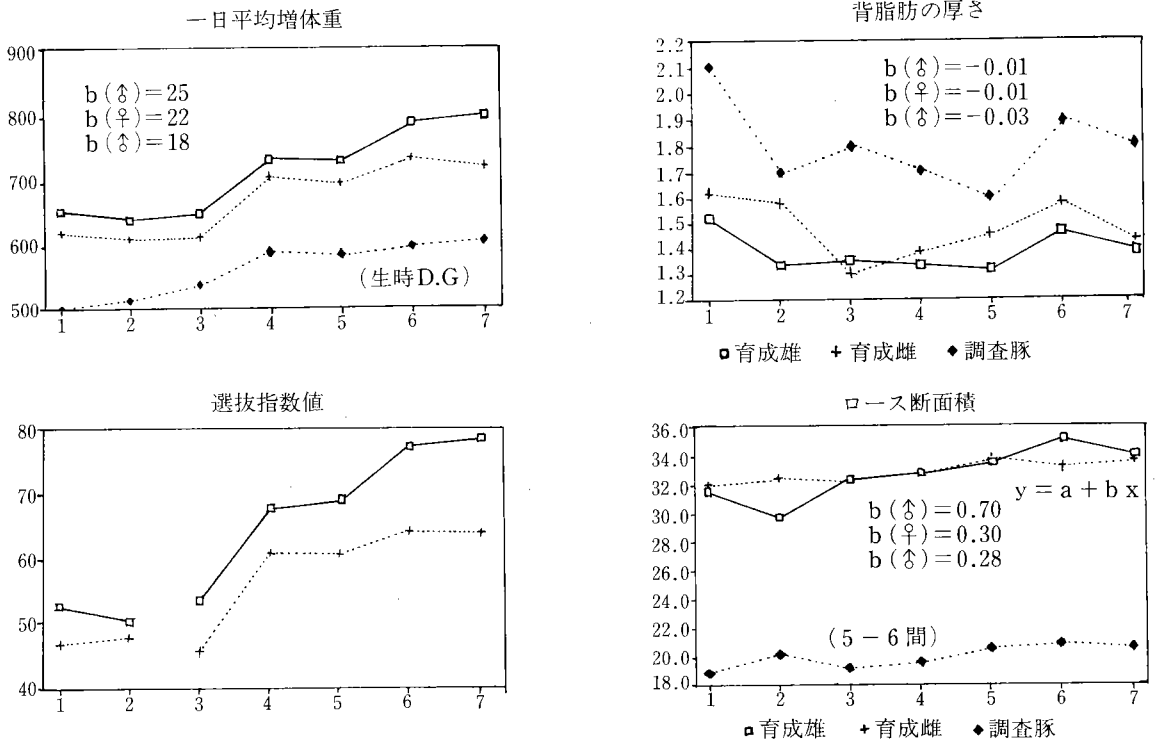 一日平均増体重
900
800
700
600
500
b(♂)=25
b(♀)=22
b(♂)=18
(生時D.G)
1 2 3 4 5 6 7
背脂肪の厚さ
2.2
2.1
2.0
1.9
1.8
1.7
1.6
1.5
1.4
1.3
1.2
b(♂)=-0.01
b(♀)=-0.01
b(♂)=-0.03
1 2 3 4 5 6 7
育成雄 育成雌 調査豚
選抜指数値
80
70
60
50
40
1 2 3 4 5 6 7
ロース断面積
36.0
34.0
32.0
30.0
28.0
26.0
24.0
22.0
20.0
18.0
y=a+bx
b(♂)=0.70
b(♀)=0.30
b(♂)=0.28
(5-6間)
1 2 3 4 5 6 7
育成雄 育成雌 調査豚